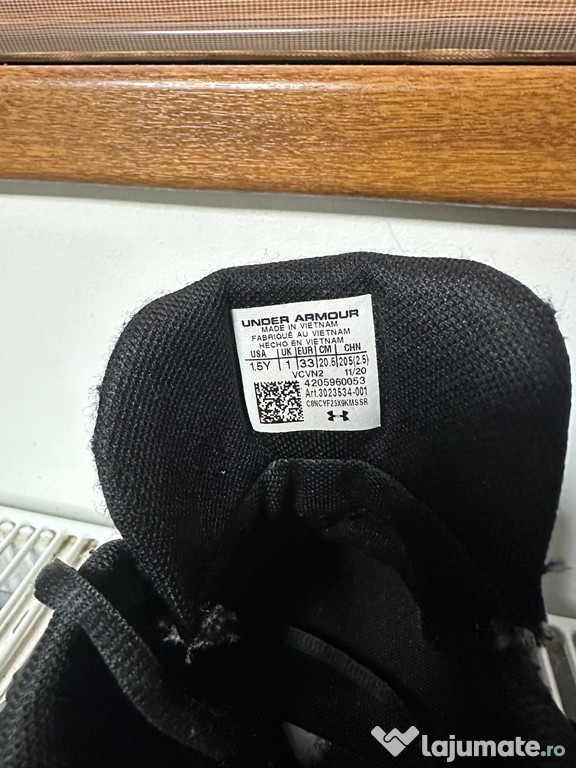 UNDER ARMOUR
MADE IN VIETNAM
FABRIQUÉ AU VIETNAM
HECHO EN VIETNAM
USA UK EUR CM CHN
1.5Y 1 33 20.5 205(2.5)
VCVN2 11/20
4205960053
Art.3023534-001
C8NCYF23X9KMSSR
lajumate.ro